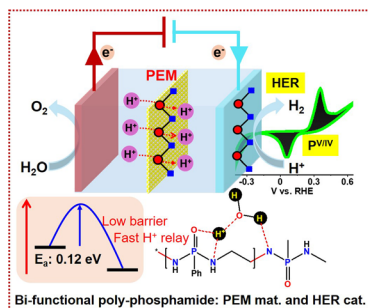 e⁻ e⁻
PEM HER
O₂ H⁺ H⁺ H₂
H⁺ H⁺
H₂O H⁺ H⁺ H⁺
Pⱽ/ᴵⱽ
-0.3 0 0.3 0.6
V vs. RHE
Low barrier
Fast H⁺ relay
Eₐ: 0.12 eV
H O H
H H
O O
P N N P N
N Ph H H O H
H n
Bi-functional poly-phosphamide: PEM mat. and HER cat.